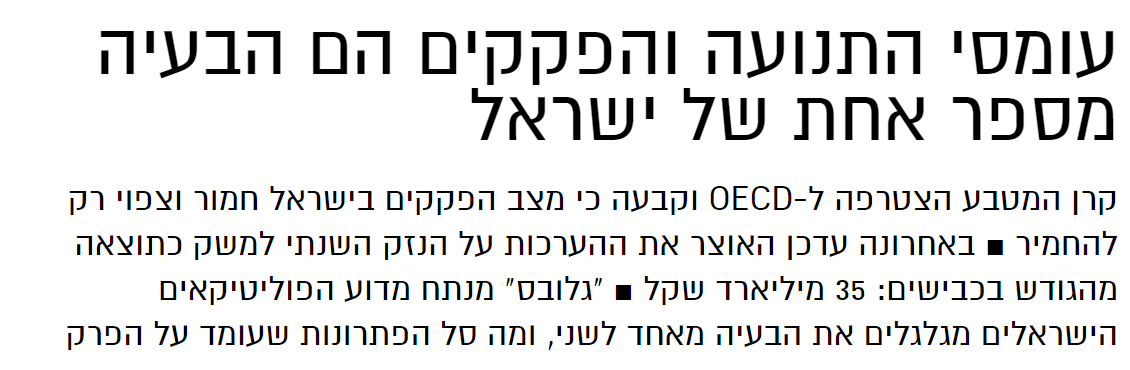 עומסי התנועה והפקקים הם הבעיה
מספר אחת של ישראל
קרן המטבע הצטרפה ל-OECD וקבעה כי מצב הפקקים בישראל חמור וצפוי רק
להחמיר ■ באחרונה עדכן האוצר את ההערכות על הנזק השנתי למשק כתוצאה
מהגודש בכבישים: 35 מיליארד שקל ■ "גלובס" מנתח מדוע הפוליטיקאים
הישראלים מגלגלים את הבעיה מאחד לשני, ומה סל הפתרונות שעומד על הפרק